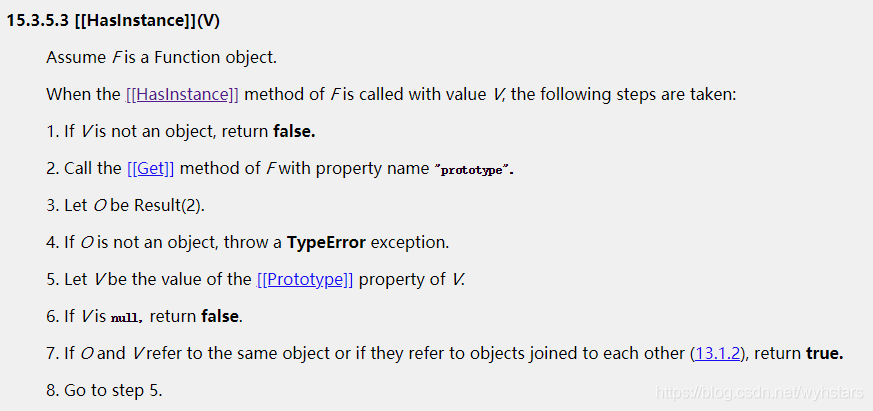 15.3.5.3 [[HasInstance]](V)
Assume F is a Function object.
When the [[HasInstance]] method of F is called with value V, the following steps are taken:
1. If V is not an object, return false.
2. Call the [[Get]] method of F with property name "prototype".
3. Let O be Result(2).
4. If O is not an object, throw a TypeError exception.
5. Let V be the value of the [[Prototype]] property of V.
6. If V is null, return false.
7. If O and V refer to the same object or if they refer to objects joined to each other (13.1.2), return true.
8. Go to step 5.
https://blog.csdn.net/wyhstars